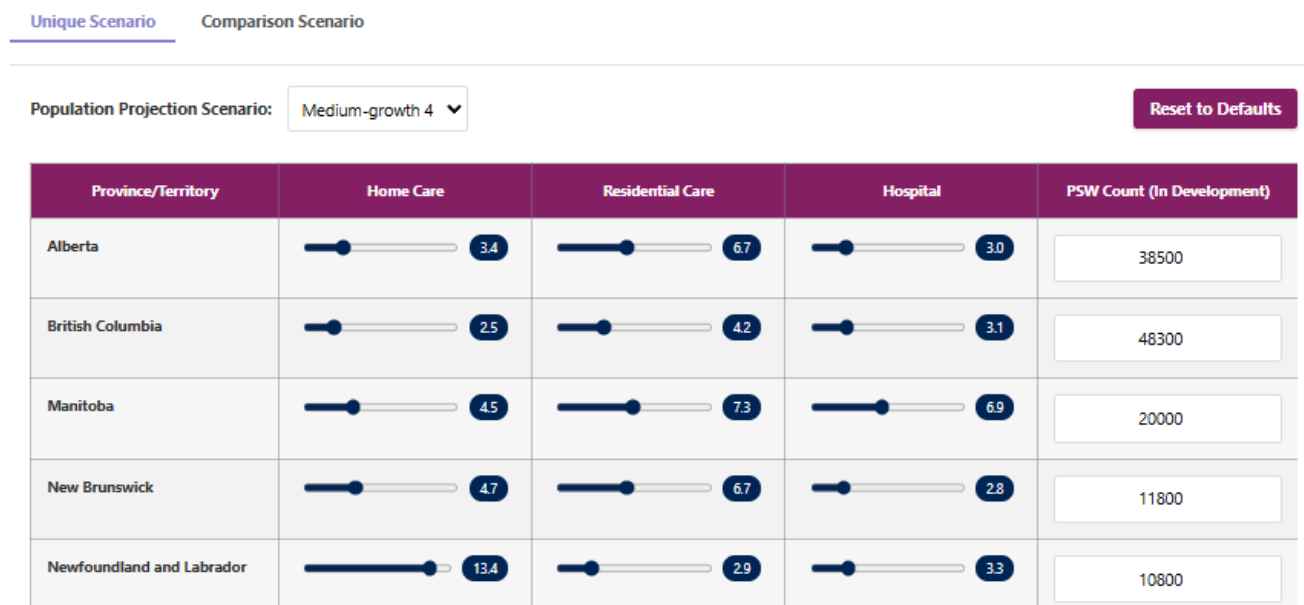 Unique Scenario Comparison Scenario
Population Projection Scenario: Medium-growth 4 Reset to Defaults
Province/Territory Home Care Residential Care Hospital PSW Count (In Development)
Alberta 3.4 6.7 3.0 38500
British Columbia 2.5 4.2 3.1 48300
Manitoba 4.5 7.3 6.9 20000
New Brunswick 4.7 6.7 2.8 11800
Newfoundland and Labrador 13.4 2.9 3.3 10800